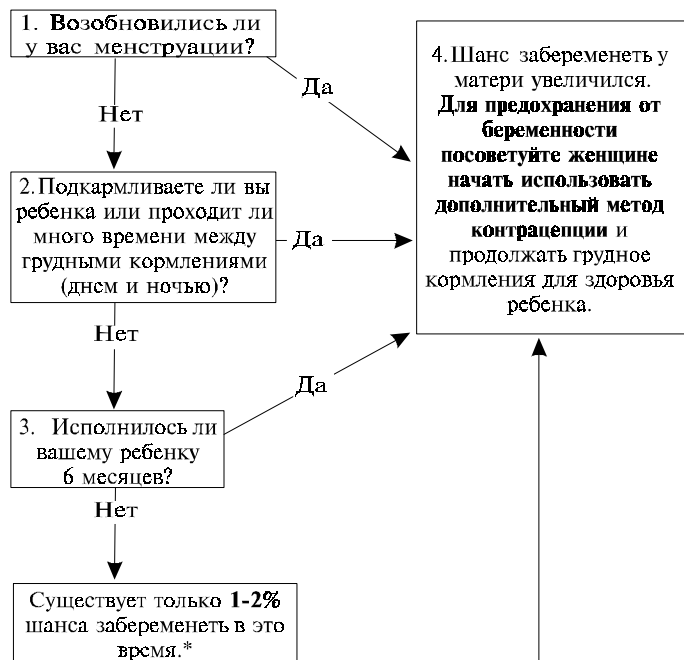 1. Возобновились ли
у вас менструации?
Да
Нет
2.Подкармливаете ли вы
ребенка или проходит ли
много времени между
грудными кормлениями
(днем и ночью)?
Да
Нет
3. Исполнилось ли
вашему ребенку
6 месяцев?
Да
Нет
Существует только 1-2%
шанса забеременеть в это
время.*
4.Шанс забеременеть у
матери увеличился.
Для предохранения от
беременности
посоветуйте женщине
начать использовать
дополнительный метод
контрацепции и
продолжать грудное
кормления для здоровья
ребенка.